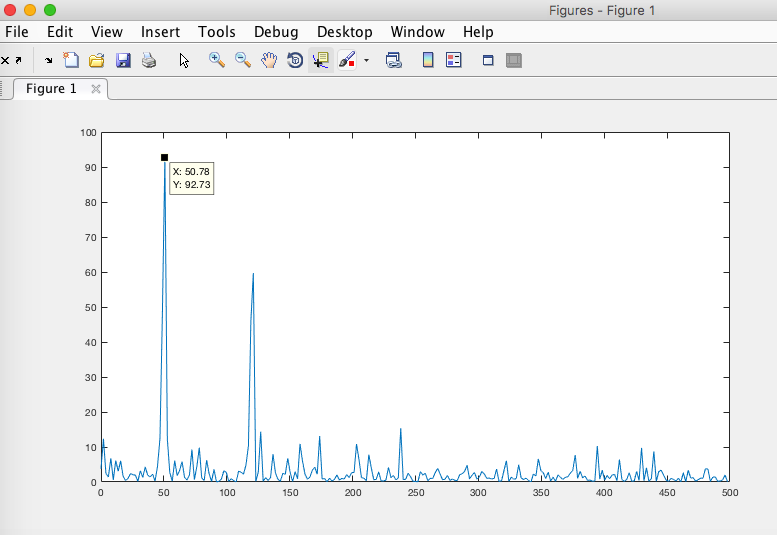 Figures - Figure 1
File Edit View Insert Tools Debug Desktop Window Help
Figure 1
100
90
80
70
60
50
40
30
20
10
0
X: 50.78
Y: 92.73
0 50 100 150 200 250 300 350 400 450 500